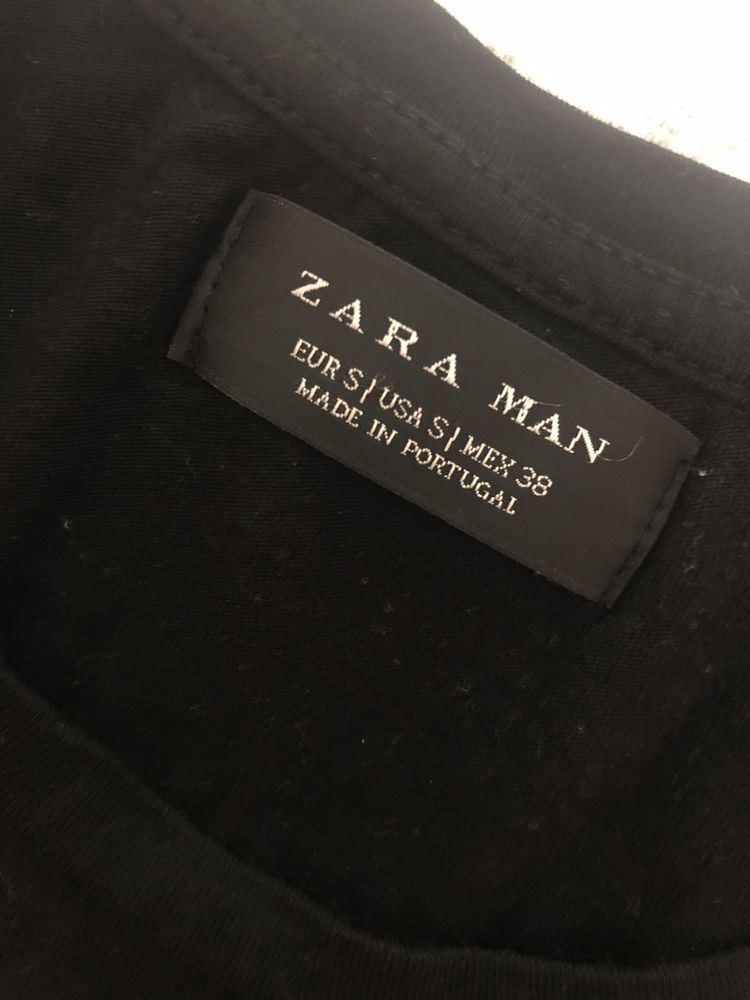 ZARA MAN
EUR S / USA S / MEX 38
MADE IN PORTUGAL